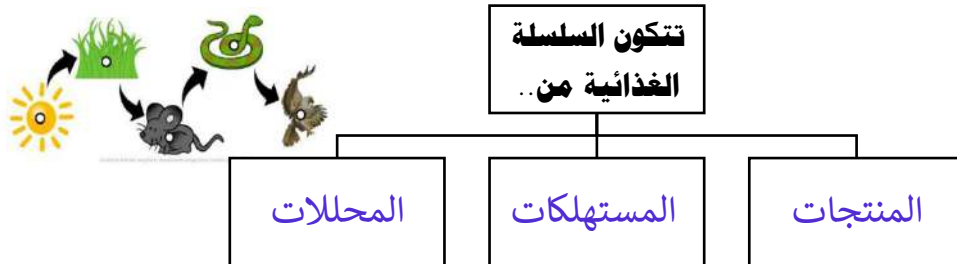 تتكون السلسلة
الغذائية من..
المنتجات
المستهلكات
المحللات